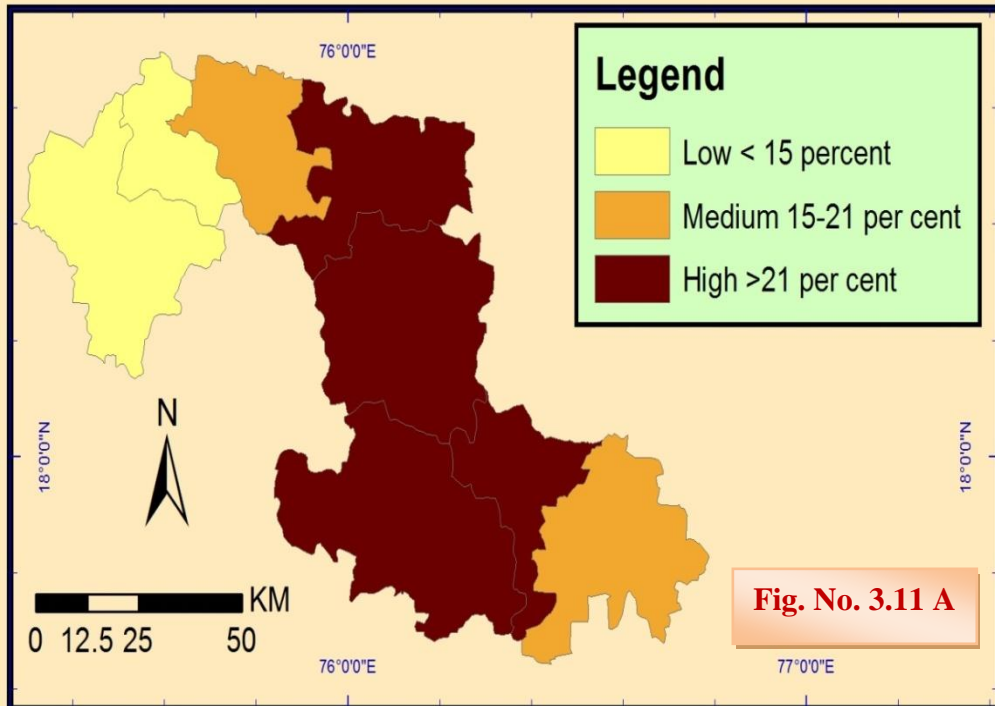 76°0'0"E
Legend
Low < 15 percent
Medium 15-21 per cent
High >21 per cent
N
18°0'0"N
18°0'0"N
KM
0 12.5 25 50
Fig. No. 3.11 A
76°0'0"E
77°0'0"E